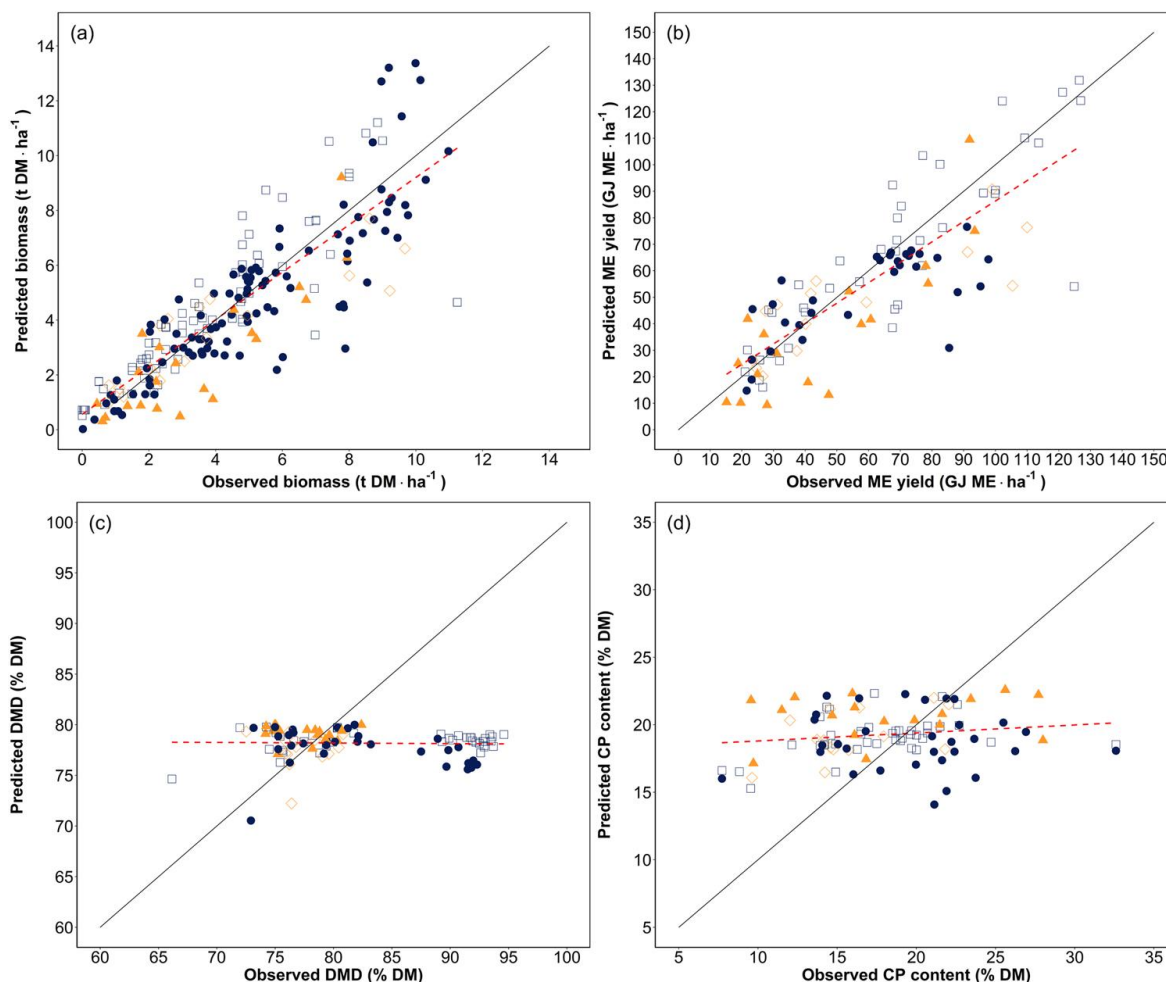 (a)
14
12
10
8
6
4
2
0
Predicted biomass (t DM · ha⁻¹)
0 2 4 6 8 10 12 14
Observed biomass (t DM · ha⁻¹)
(b)
150
140
130
120
110
100
90
80
70
60
50
40
30
20
10
0
Predicted ME yield (GJ ME · ha⁻¹)
0 10 20 30 40 50 60 70 80 90 100 110 120 130 140 150
Observed ME yield (GJ ME · ha⁻¹)
(c)
100
95
90
85
80
75
70
65
60
Predicted DMD (% DM)
60 65 70 75 80 85 90 95 100
Observed DMD (% DM)
(d)
35
30
25
20
15
10
5
Predicted CP content (% DM)
5 10 15 20 25 30 35
Observed CP content (% DM)